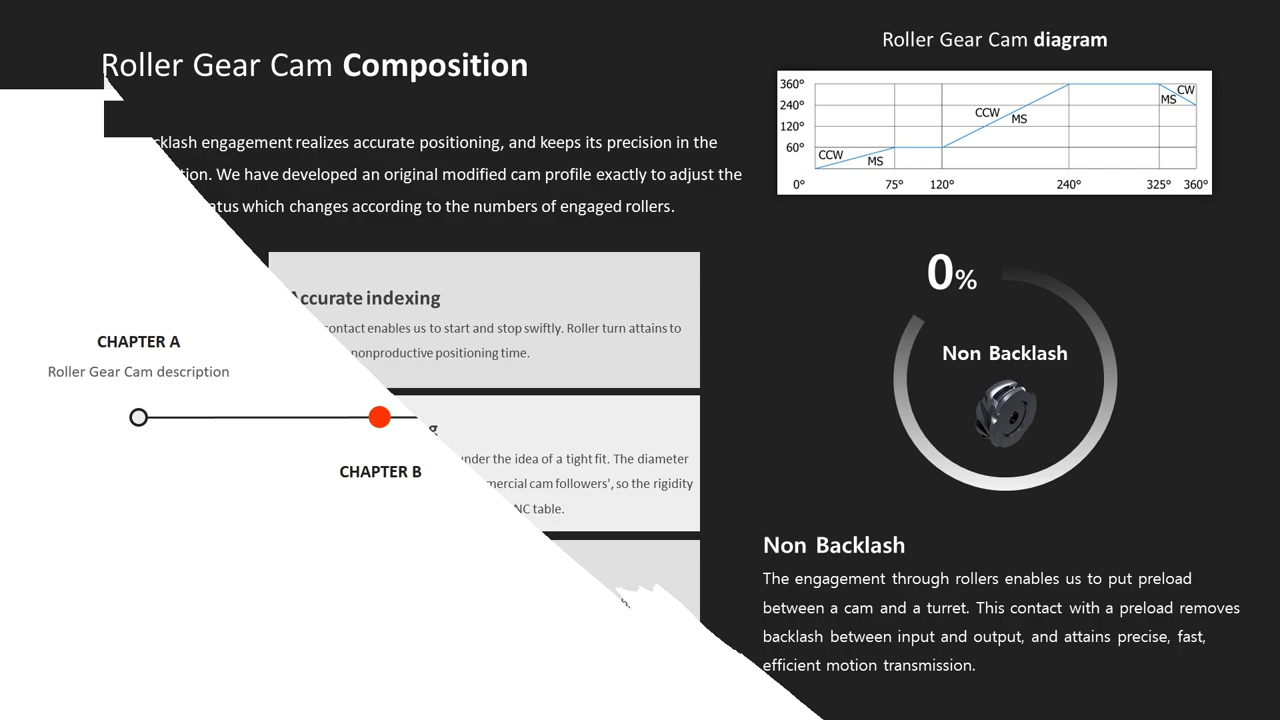 Roller Gear Cam Composition
engagement realizes accurate positioning, and keeps its precision in the
We have developed an original modified cam profile exactly to adjust the
which changes according to the numbers of engaged rollers.
Accurate indexing
contact enables us to start and stop swiftly. Roller turn attains to
nonproductive positioning time.
under the idea of a tight fit. The diameter
cam followers', so the rigidity
NC table.
CHAPTER A
Roller Gear Cam description
CHAPTER B
Roller Gear Cam diagram
360°
240°
120°
60°
0°
CCW
MS
CCW
MS
CW
MS
75°
120°
240°
325°
360°
0%
Non Backlash
Non Backlash
The engagement through rollers enables us to put preload
between a cam and a turret. This contact with a preload removes
backlash between input and output, and attains precise, fast,
efficient motion transmission.